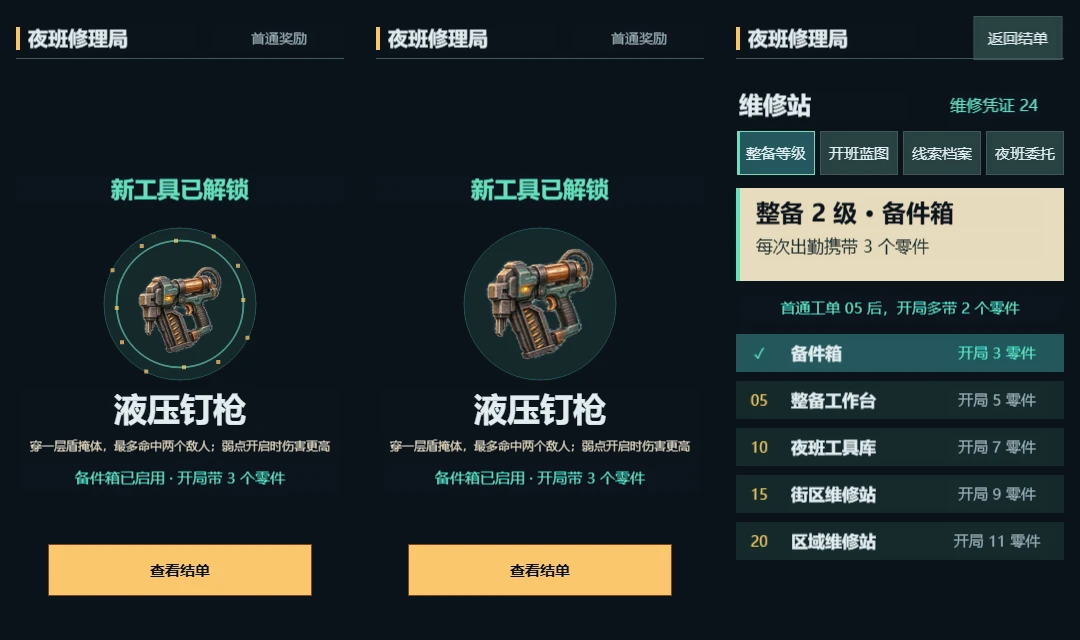 夜班修理局
首通奖励
新工具已解锁
液压钉枪
穿一层盾掩体，最多命中两个敌人；弱点开启时伤害更高
备件箱已启用 · 开局带 3 个零件
查看结单
夜班修理局
首通奖励
新工具已解锁
液压钉枪
穿一层盾掩体，最多命中两个敌人；弱点开启时伤害更高
备件箱已启用 · 开局带 3 个零件
查看结单
夜班修理局
返回结单
维修站
维修凭证 24
整备等级 开班蓝图 线索档案 夜班委托
整备 2 级 · 备件箱
每次出勤携带 3 个零件
首通工单 05 后，开局多带 2 个零件
✓ 备件箱 开局 3 零件
05 整备工作台 开局 5 零件
10 夜班工具库 开局 7 零件
15 街区维修站 开局 9 零件
20 区域维修站 开局 11 零件